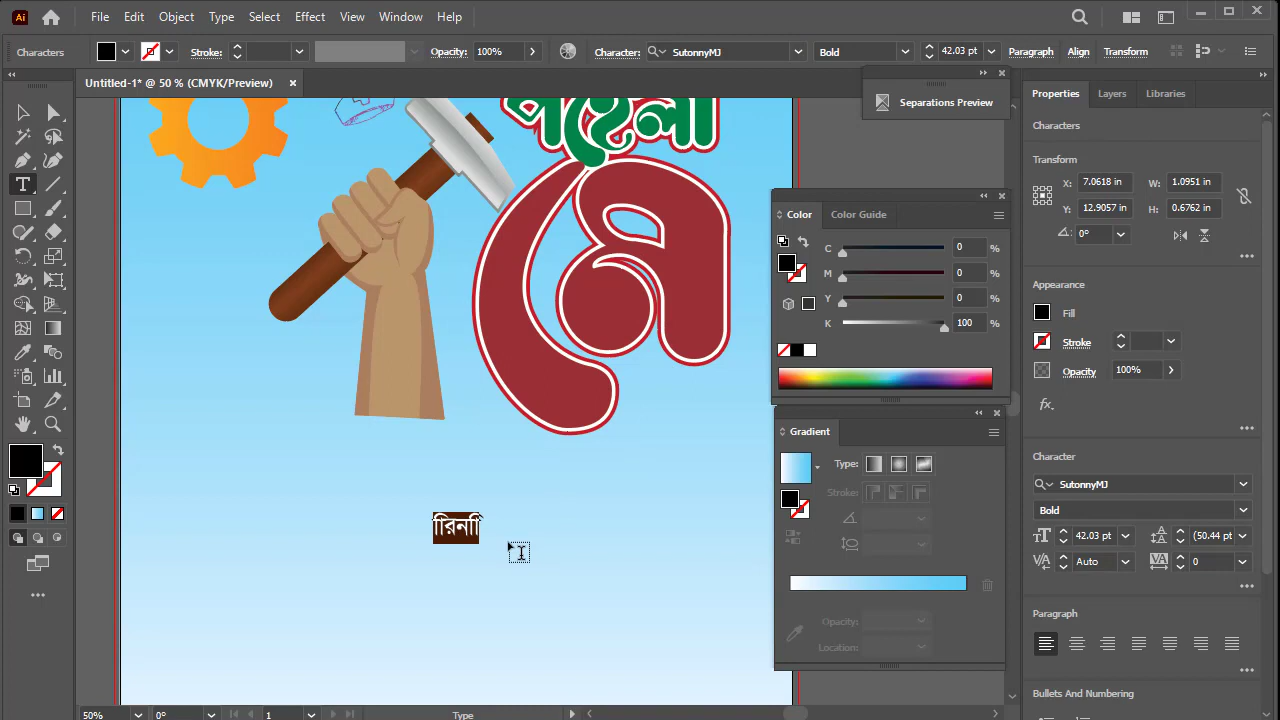 Ai File Edit Object Type Select Effect View Window Help
Characters Stroke: Opacity: 100% Character: SutonnyMJ Bold 42.03 pt Paragraph Align Transform
Untitled-1* @ 50 % (CMYK/Preview)
Separations Preview
Properties Layers Libraries
Characters
Transform
X: 7.0618 in W: 1.0951 in
Y: 12.9057 in H: 0.6762 in
0°
Appearance
Fill
Stroke
Opacity 100%
fx
Character
SutonnyMJ
Bold
42.03 pt (50.44 pt
Auto 0
Paragraph
Bullets And Numbering
Color Color Guide
C 0 %
M 0 %
Y 0 %
K 100 %
Gradient
Type:
Stroke:
Opacity:
Location:
পহেলা
মে
50% 0° 1 Type